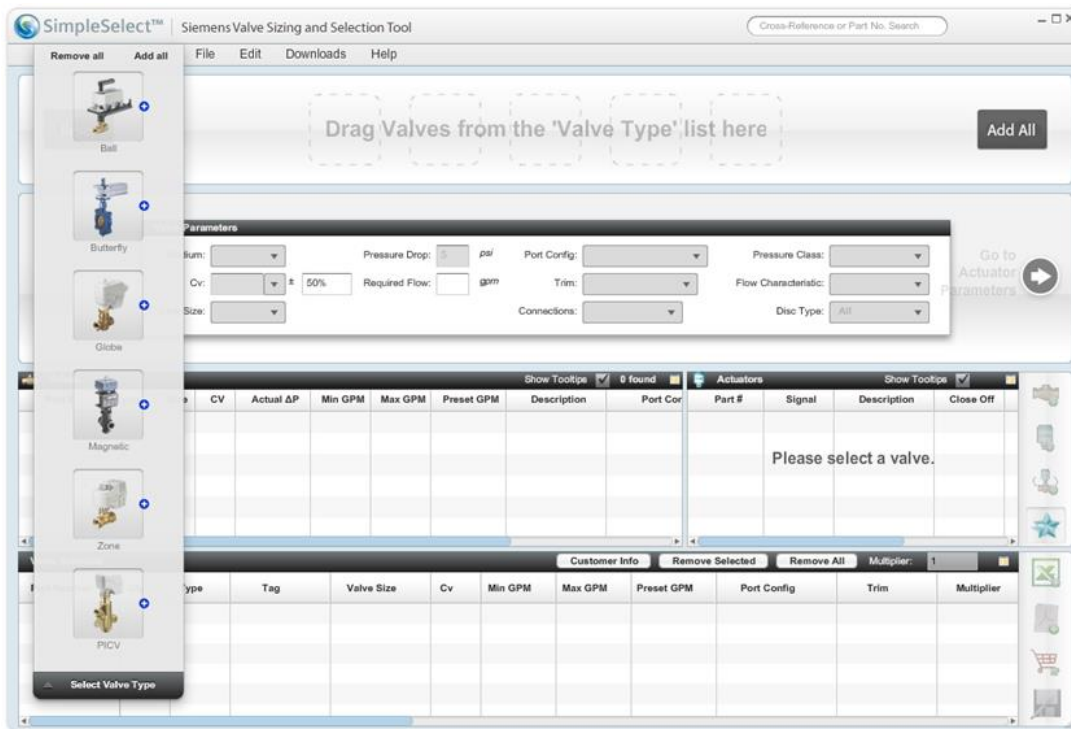 SimpleSelect™ | Siemens Valve Sizing and Selection Tool
Cross-Reference or Part No. Search
Remove all Add all File Edit Downloads Help
Ball
Butterfly
Globe
Magnetic
Zone
PICV
Select Valve Type
Drag Valves from the 'Valve Type' list here
Add All
Parameters
Pressure Drop: 5 psi Port Config: Pressure Class:
Cv: ± 50% Required Flow: gpm Trim: Flow Characteristic:
Size: Connections: Disc Type: All
Go to
Actuator
Parameters
Show Tooltips 0 found Actuators Show Tooltips
CV Actual ΔP Min GPM Max GPM Preset GPM Description Port Cor Part # Signal Description Close Off
Please select a valve.
Customer Info Remove Selected Remove All Multiplier: 1
Type Tag Valve Size Cv Min GPM Max GPM Preset GPM Port Config Trim Multiplier